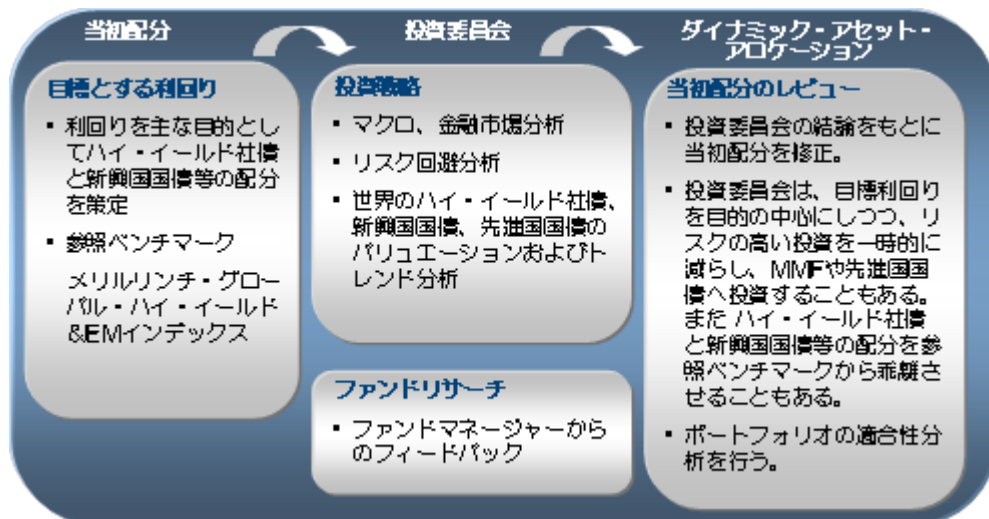 当初配分
投資委員会
ダイナミック・アセット・
アロケーション
目標とする利回り
▪ 利回りを主な目的とし
てハイ・イールド社債
と新興国国債等の配分
を策定
▪ 参照ベンチマーク
メリルリンチ・グロー
バル・ハイ・イールド
&EMインデックス
投資戦略
▪ マクロ、金融市場分析
▪ リスク回避分析
▪ 世界のハイ・イールド社債、
新興国国債、先進国国債の
バリュエーションおよびト
レンド分析
ファンドリサーチ
▪ ファンドマネージャーから
のフィードバック
当初配分のレビュー
▪ 投資委員会の結論をもとに
当初配分を修正。
▪ 投資委員会は、目標利回り
を目的の中心にしつつ、リ
スクの高い投資を一時的に
減らし、MMFや先進国国
債へ投資することもある。
また ハイ・イールド社債
と新興国国債等の配分を参
照ベンチマークから乖離さ
せることもある。
▪ ポートフォリオの適合性分
析を行う。